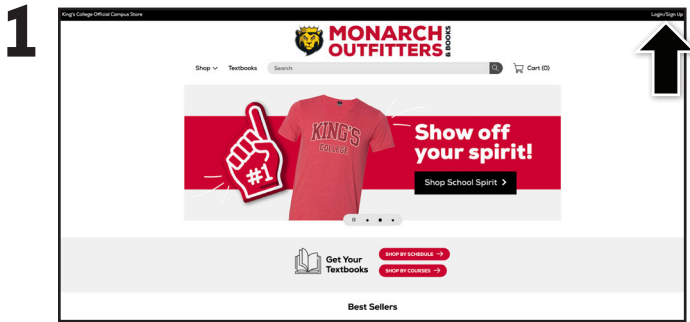 1
King's College Official Campus Store
Login/Sign Up
MONARCH
OUTFITTERS
& BOOKS
Shop
Textbooks
Search
Cart (0)
#1
KING'S
COLLEGE
Show off
your spirit!
Shop School Spirit
Get Your
Textbooks
SHOP BY SCHEDULE →
SHOP BY COURSES →
Best Sellers